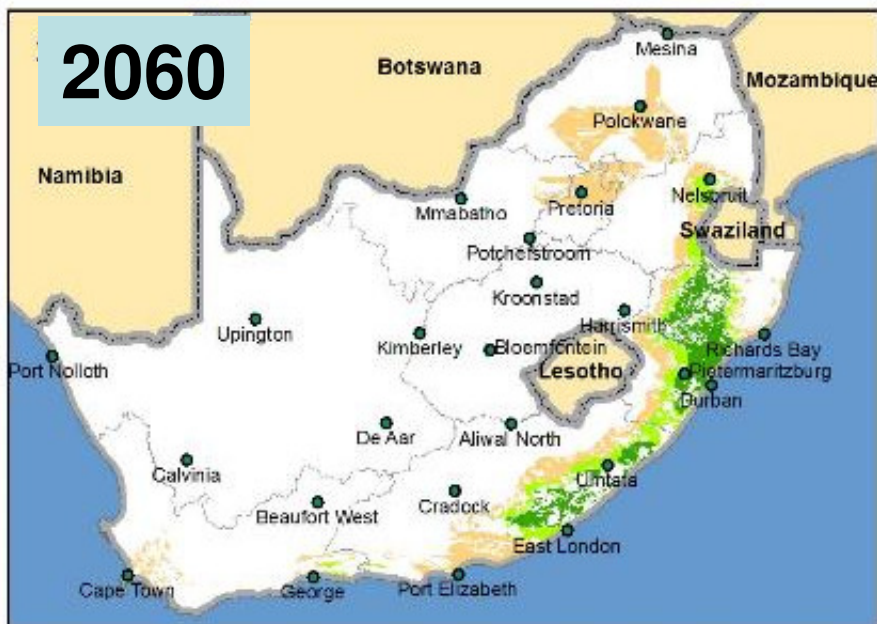 2060
Mesina
Botswana
Mozambique
Polokwane
Namibia
Nelspruit
Mmabatho
Pretoria
Swaziland
Potchefstroom
Kroonstad
Upington
Harrismith
Kimberley
Bloemfontein
Richards Bay
Port Nolloth
Lesotho
Pietermaritzburg
Durban
De Aar
Aliwal North
Calvinia
Umtata
Beaufort West
Cradock
East London
Cape Town
George
Port Elizabeth